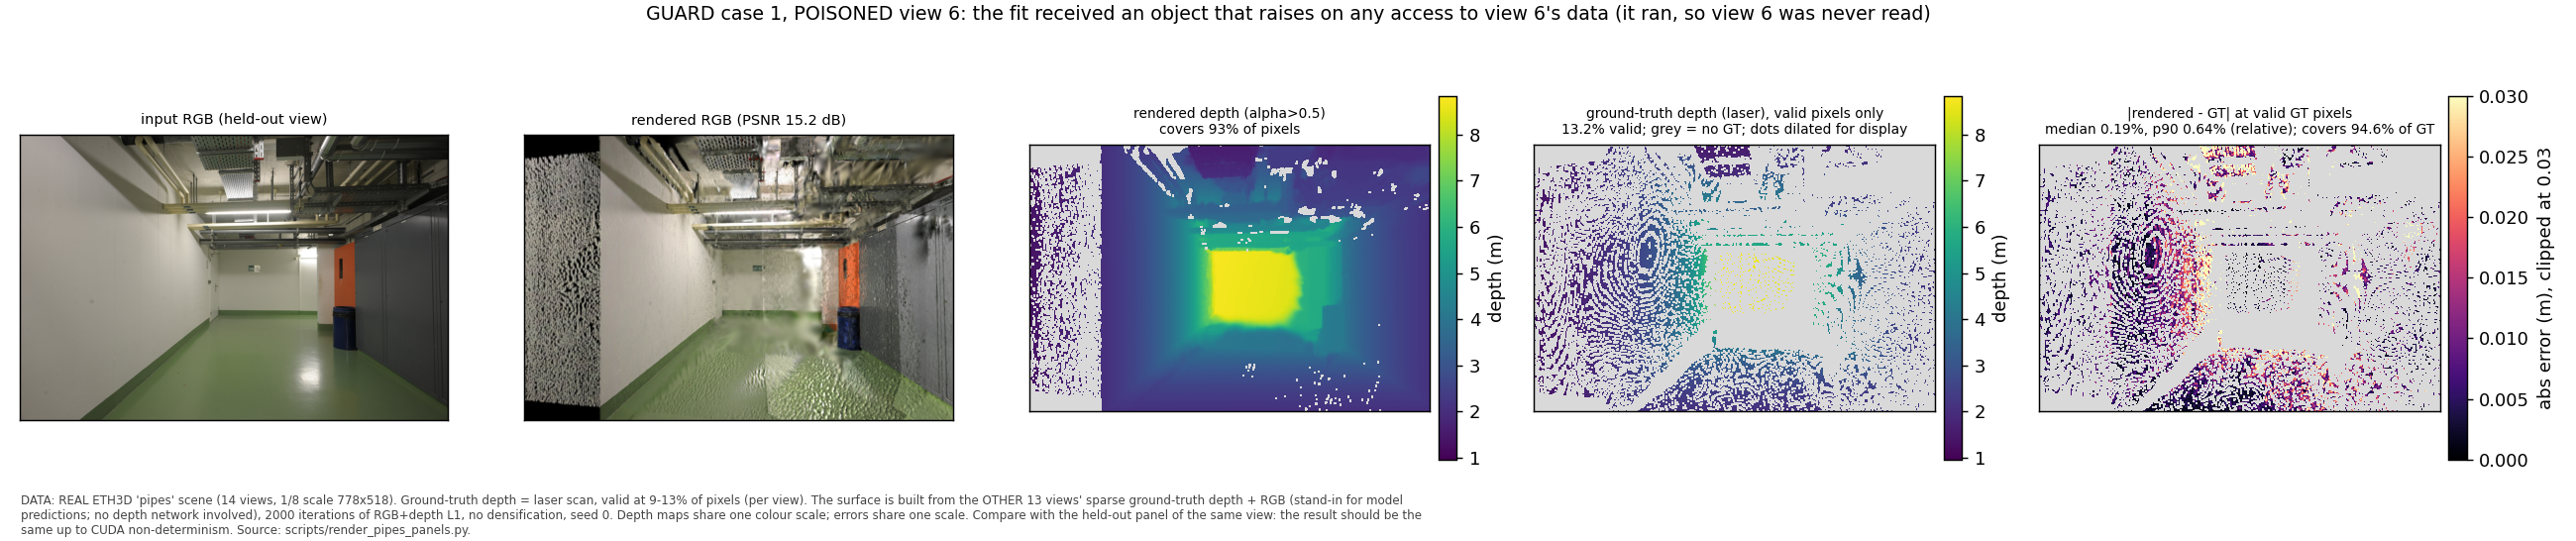 GUARD case 1, POISONED view 6: the fit received an object that raises on any access to view 6's data (it ran, so view 6 was never read)
input RGB (held-out view)
rendered RGB (PSNR 15.2 dB)
rendered depth (alpha>0.5)
covers 93% of pixels
8
7
6
5
4
3
2
1
depth (m)
ground-truth depth (laser), valid pixels only
13.2% valid; grey = no GT; dots dilated for display
8
7
6
5
4
3
2
1
depth (m)
|rendered - GT| at valid GT pixels
median 0.19%, p90 0.64% (relative); covers 94.6% of GT
0.030
0.025
0.020
0.015
0.010
0.005
0.000
abs error (m), clipped at 0.03
DATA: REAL ETH3D 'pipes' scene (14 views, 1/8 scale 778x518). Ground-truth depth = laser scan, valid at 9-13% of pixels (per view). The surface is built from the OTHER 13 views' sparse ground-truth depth + RGB (stand-in for model
predictions; no depth network involved), 2000 iterations of RGB+depth L1, no densification, seed 0. Depth maps share one colour scale; errors share one scale. Compare with the held-out panel of the same view: the result should be the
same up to CUDA non-determinism. Source: scripts/render_pipes_panels.py.